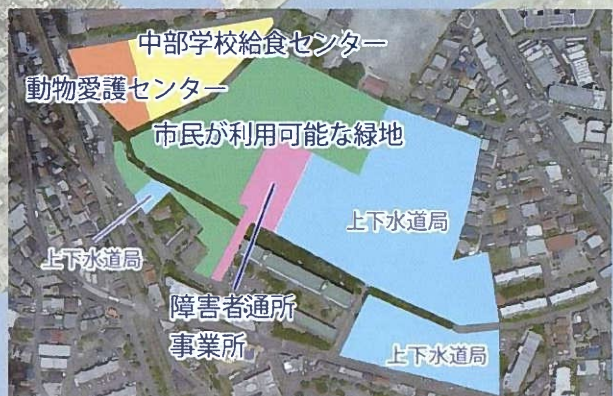 中部学校給食センター
動物愛護センター
市民が利用可能な緑地
上下水道局
上下水道局
障害者通所
事業所
上下水道局